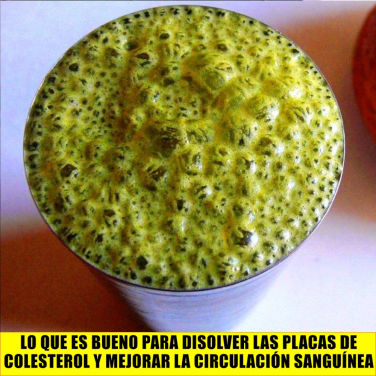 LO QUE ES BUENO PARA DISOLVER LAS PLACAS DE
COLESTEROL Y MEJORAR LA CIRCULACIÓN SANGUÍNEA